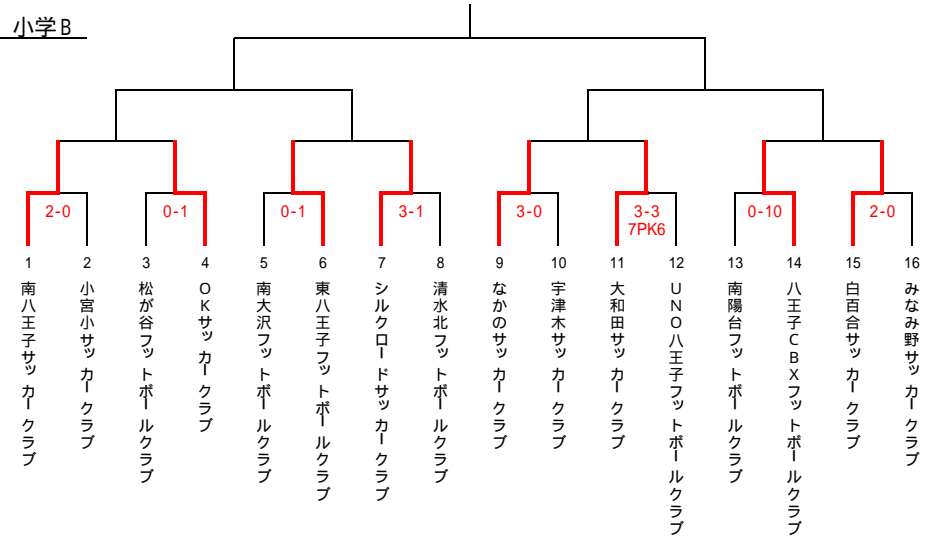 小学B
2-0
0-1
0-1
3-1
3-0
3-3
7PK6
0-10
2-0
1
2
3
4
5
6
7
8
9
10
11
12
13
14
15
16
南八王子サッカークラブ
小宮小サッカークラブ
松が谷フットボールクラブ
OKサッカークラブ
南大沢フットボールクラブ
東八王子フットボールクラブ
シルクロードサッカークラブ
清水北フットボールクラブ
なかのサッカークラブ
宇津木サッカークラブ
大和田サッカークラブ
UNO八王子フットボールクラブ
南陽台フットボールクラブ
八王子CBXフットボールクラブ
白百合サッカークラブ
みなみ野サッカークラブ